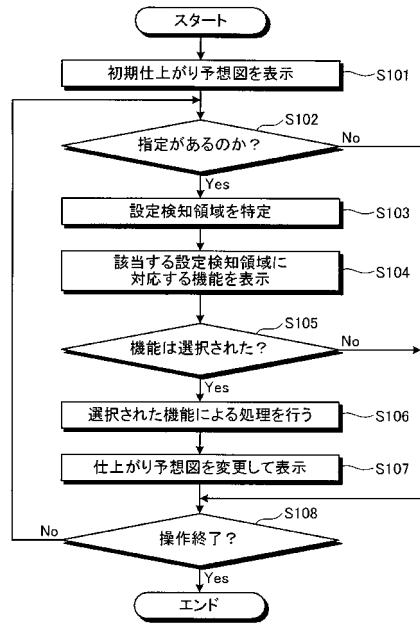 スタート
初期仕上がり予想図を表示
S101
S102
指定があるのか?
No
Yes
設定検知領域を特定
S103
該当する設定検知領域に
対応する機能を表示
S104
S105
機能は選択された?
No
Yes
選択された機能による処理を行う
S106
仕上がり予想図を変更して表示
S107
S108
No
操作終了?
Yes
エンド